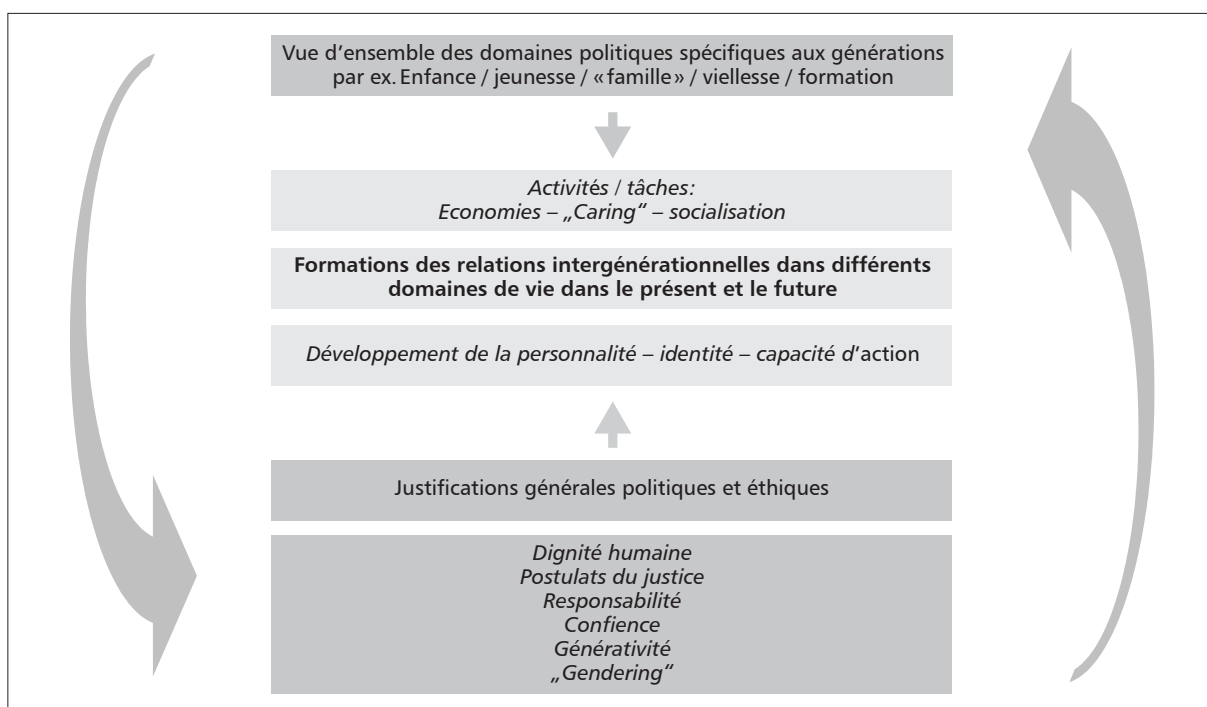 Vue d’ensemble des domaines politiques spécifiques aux générations
par ex. Enfance / jeunesse / «famille» / viellesse / formation
Activités / tâches:
Economies – „Caring“ – socialisation
Formations des relations intergénérationnelles dans différents
domaines de vie dans le présent et le future
Développement de la personnalité – identité – capacité d’action
Justifications générales politiques et éthiques
Dignité humaine
Postulats du justice
Responsabilité
Confience
Générativité
„Gendering“